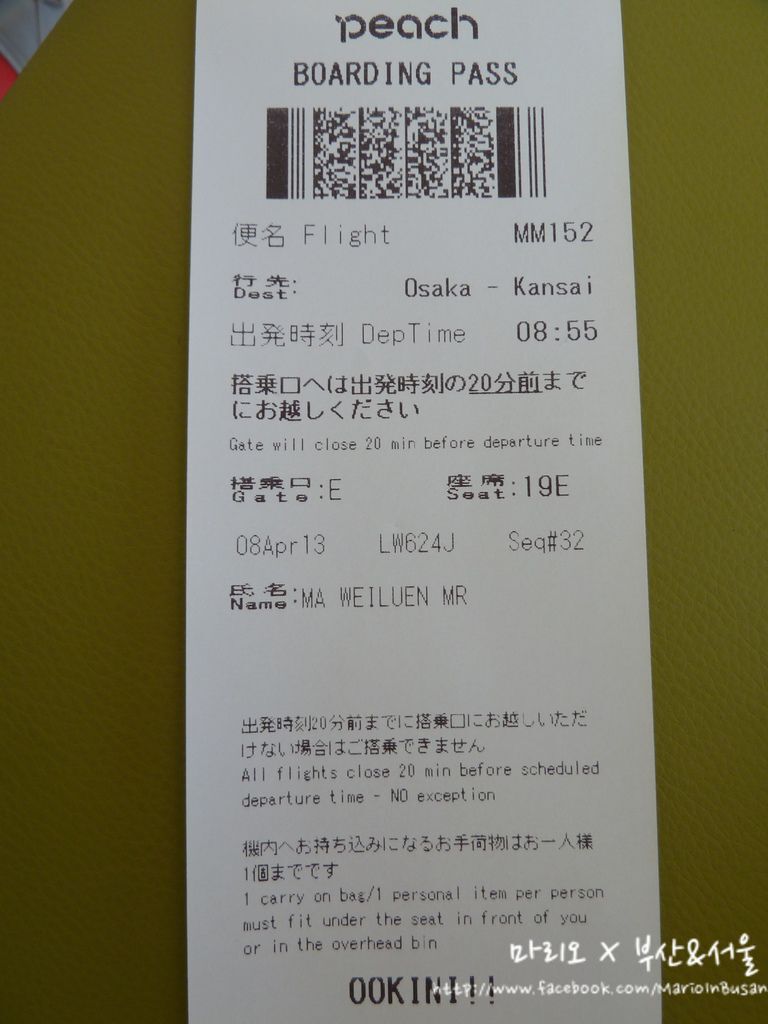 peach
BOARDING PASS
便名 Flight MM152
行先: Dest: Osaka - Kansai
出発時刻 DepTime 08:55
搭乗口へは出発時刻の20分前まで
にお越しください
Gate will close 20 min before departure time
搭乗口 Gate:E 座席 Seat:19E
08Apr13 LW624J Seq#32
氏名 Name:MA WEILUEN MR
出発時刻20分前までに搭乗口にお越しいただ
けない場合はご搭乗できません
All flights close 20 min before scheduled
departure time - NO exception
機内へお持ち込みになるお手荷物はお一人様
1個までです
1 carry on bag/1 personal item per person
must fit under the seat in front of you
or in the overhead bin
마리오 X 부산&서울
OOKINI!!
http://www.facebook.com/MarioInBusan